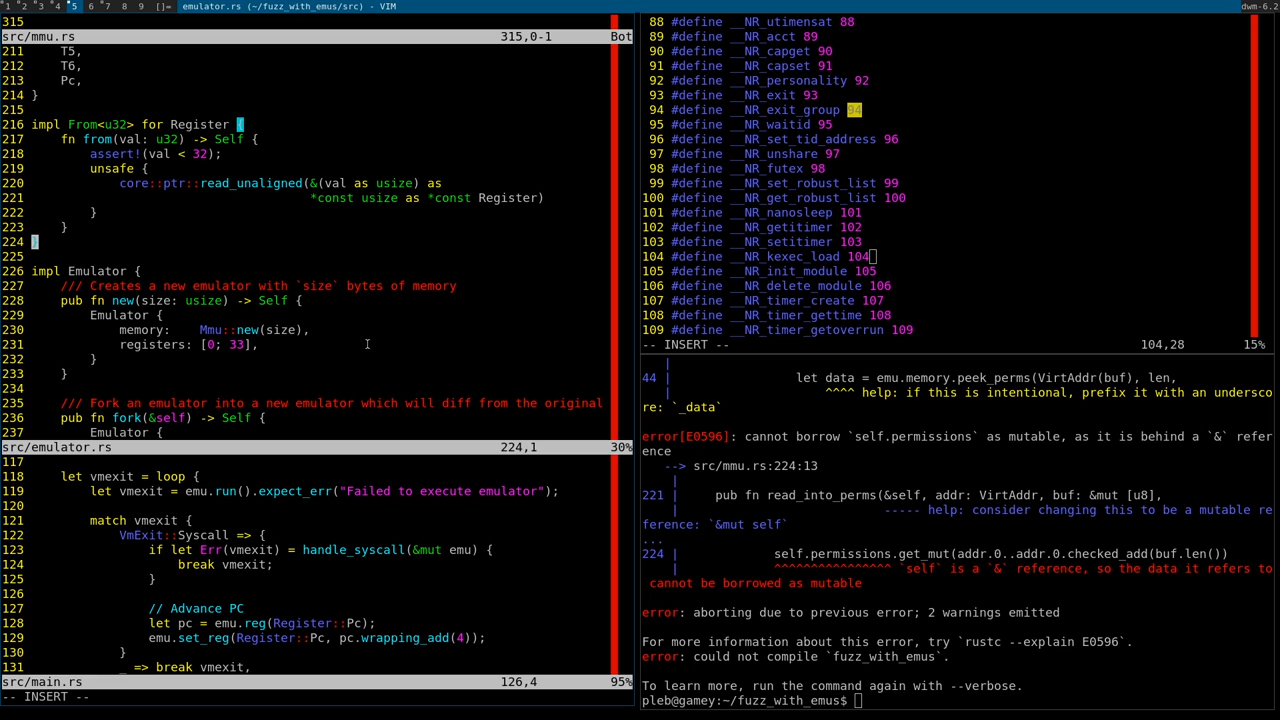 1 2 3 4 5 6 7 8 9 []= emulator.rs (~/fuzz_with_emus/src) - VIM dwm-6.2
315
src/mmu.rs 315,0-1 Bot
211 T5,
212 T6,
213 Pc,
214 }
215
216 impl From<u32> for Register {
217 fn from(val: u32) -> Self {
218 assert!(val < 32);
219 unsafe {
220 core::ptr::read_unaligned(&(val as usize) as
221 *const usize as *const Register)
222 }
223 }
224 }
225
226 impl Emulator {
227 /// Creates a new emulator with `size` bytes of memory
228 pub fn new(size: usize) -> Self {
229 Emulator {
230 memory: Mmu::new(size),
231 registers: [0; 33],
232 }
233 }
234
235 /// Fork an emulator into a new emulator which will diff from the original
236 pub fn fork(&self) -> Self {
237 Emulator {
src/emulator.rs 224,1 30%
117
118 let vmexit = loop {
119 let vmexit = emu.run().expect_err("Failed to execute emulator");
120
121 match vmexit {
122 VmExit::Syscall => {
123 if let Err(vmexit) = handle_syscall(&mut emu) {
124 break vmexit;
125 }
126
127 // Advance PC
128 let pc = emu.reg(Register::Pc);
129 emu.set_reg(Register::Pc, pc.wrapping_add(4));
130 }
131 _ => break vmexit,
src/main.rs 126,4 95%
-- INSERT --
88 #define __NR_utimensat 88
89 #define __NR_acct 89
90 #define __NR_capget 90
91 #define __NR_capset 91
92 #define __NR_personality 92
93 #define __NR_exit 93
94 #define __NR_exit_group 94
95 #define __NR_waitid 95
96 #define __NR_set_tid_address 96
97 #define __NR_unshare 97
98 #define __NR_futex 98
99 #define __NR_set_robust_list 99
100 #define __NR_get_robust_list 100
101 #define __NR_nanosleep 101
102 #define __NR_getitimer 102
103 #define __NR_setitimer 103
104 #define __NR_kexec_load 104
105 #define __NR_init_module 105
106 #define __NR_delete_module 106
107 #define __NR_timer_create 107
108 #define __NR_timer_gettime 108
109 #define __NR_timer_getoverrun 109
-- INSERT -- 104,28 15%
|
44 | let data = emu.memory.peek_perms(VirtAddr(buf), len,
| ^^^^ help: if this is intentional, prefix it with an undersco
re: `_data`
error[E0596]: cannot borrow `self.permissions` as mutable, as it is behind a `&` refer
ence
--> src/mmu.rs:224:13
|
221 | pub fn read_into_perms(&self, addr: VirtAddr, buf: &mut [u8],
| ----- help: consider changing this to be a mutable re
ference: `&mut self`
...
224 | self.permissions.get_mut(addr.0..addr.0.checked_add(buf.len())
| ^^^^^^^^^^^^^^^^ `self` is a `&` reference, so the data it refers to
cannot be borrowed as mutable
error: aborting due to previous error; 2 warnings emitted
For more information about this error, try `rustc --explain E0596`.
error: could not compile `fuzz_with_emus`.
To learn more, run the command again with --verbose.
pleb@gamey:~/fuzz_with_emus$